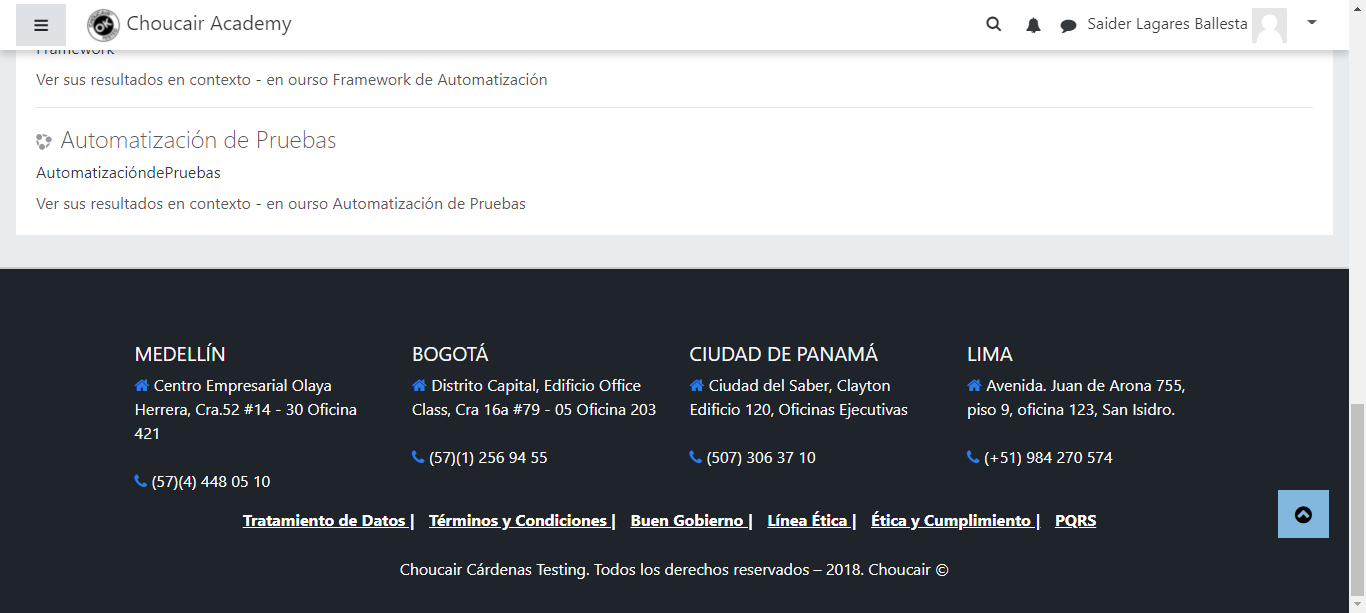 Choucair Academy
Saider Lagares Ballesta
Framework
Ver sus resultados en contexto - en ourso Framework de Automatización
Automatización de Pruebas
AutomatizacióndePruebas
Ver sus resultados en contexto - en ourso Automatización de Pruebas
MEDELLÍN
Centro Empresarial Olaya
Herrera, Cra.52 #14 - 30 Oficina
421
(57)(4) 448 05 10
BOGOTÁ
Distrito Capital, Edificio Office
Class, Cra 16a #79 - 05 Oficina 203
(57)(1) 256 94 55
CIUDAD DE PANAMÁ
Ciudad del Saber, Clayton
Edificio 120, Oficinas Ejecutivas
(507) 306 37 10
LIMA
Avenida. Juan de Arona 755,
piso 9, oficina 123, San Isidro.
(+51) 984 270 574
Tratamiento de Datos | Términos y Condiciones | Buen Gobierno | Línea Ética | Ética y Cumplimiento | PQRS
Choucair Cárdenas Testing. Todos los derechos reservados – 2018. Choucair ©